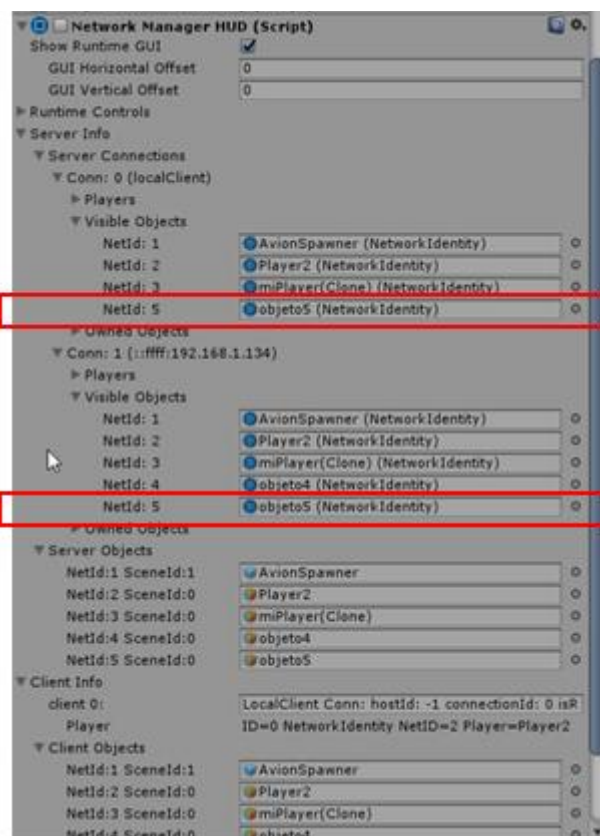 Network Manager HUD (Script)
Show Runtime GUI
GUI Horizontal Offset 0
GUI Vertical Offset 0
Runtime Controls
Server Info
Server Connections
Conn: 0 (localClient)
Players
Visible Objects
NetId: 1 AvionSpawner (NetworkIdentity)
NetId: 2 Player2 (NetworkIdentity)
NetId: 3 miPlayer(Clone) (NetworkIdentity)
NetId: 5 objeto5 (NetworkIdentity)
Owned Objects
Conn: 1 (::ffff:192.168.1.134)
Players
Visible Objects
NetId: 1 AvionSpawner (NetworkIdentity)
NetId: 2 Player2 (NetworkIdentity)
NetId: 3 miPlayer(Clone) (NetworkIdentity)
NetId: 4 objeto4 (NetworkIdentity)
NetId: 5 objeto5 (NetworkIdentity)
Owned Objects
Server Objects
NetId:1 SceneId:1 AvionSpawner
NetId:2 SceneId:0 Player2
NetId:3 SceneId:0 miPlayer(Clone)
NetId:4 SceneId:0 objeto4
NetId:5 SceneId:0 objeto5
Client Info
client 0: LocalClient Conn: hostId: -1 connectionId: 0 isR
Player ID=0 NetworkIdentity NetID=2 Player=Player2
Client Objects
NetId:1 SceneId:1 AvionSpawner
NetId:2 SceneId:0 Player2
NetId:3 SceneId:0 miPlayer(Clone)
NetId:4 SceneId:0 objeto4